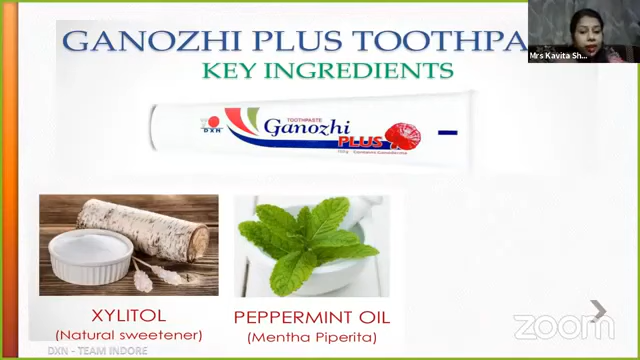 GANOZHI PLUS TOOTHPA
Mrs Kavita Sh...
KEY INGREDIENTS
TOOTHPASTE
DXN
Ganozhi
PLUS
XYLITOL
PEPPERMINT OIL
(Natural sweetener)
(Mentha Piperita)
zoom
DXN - TEAM INDORE